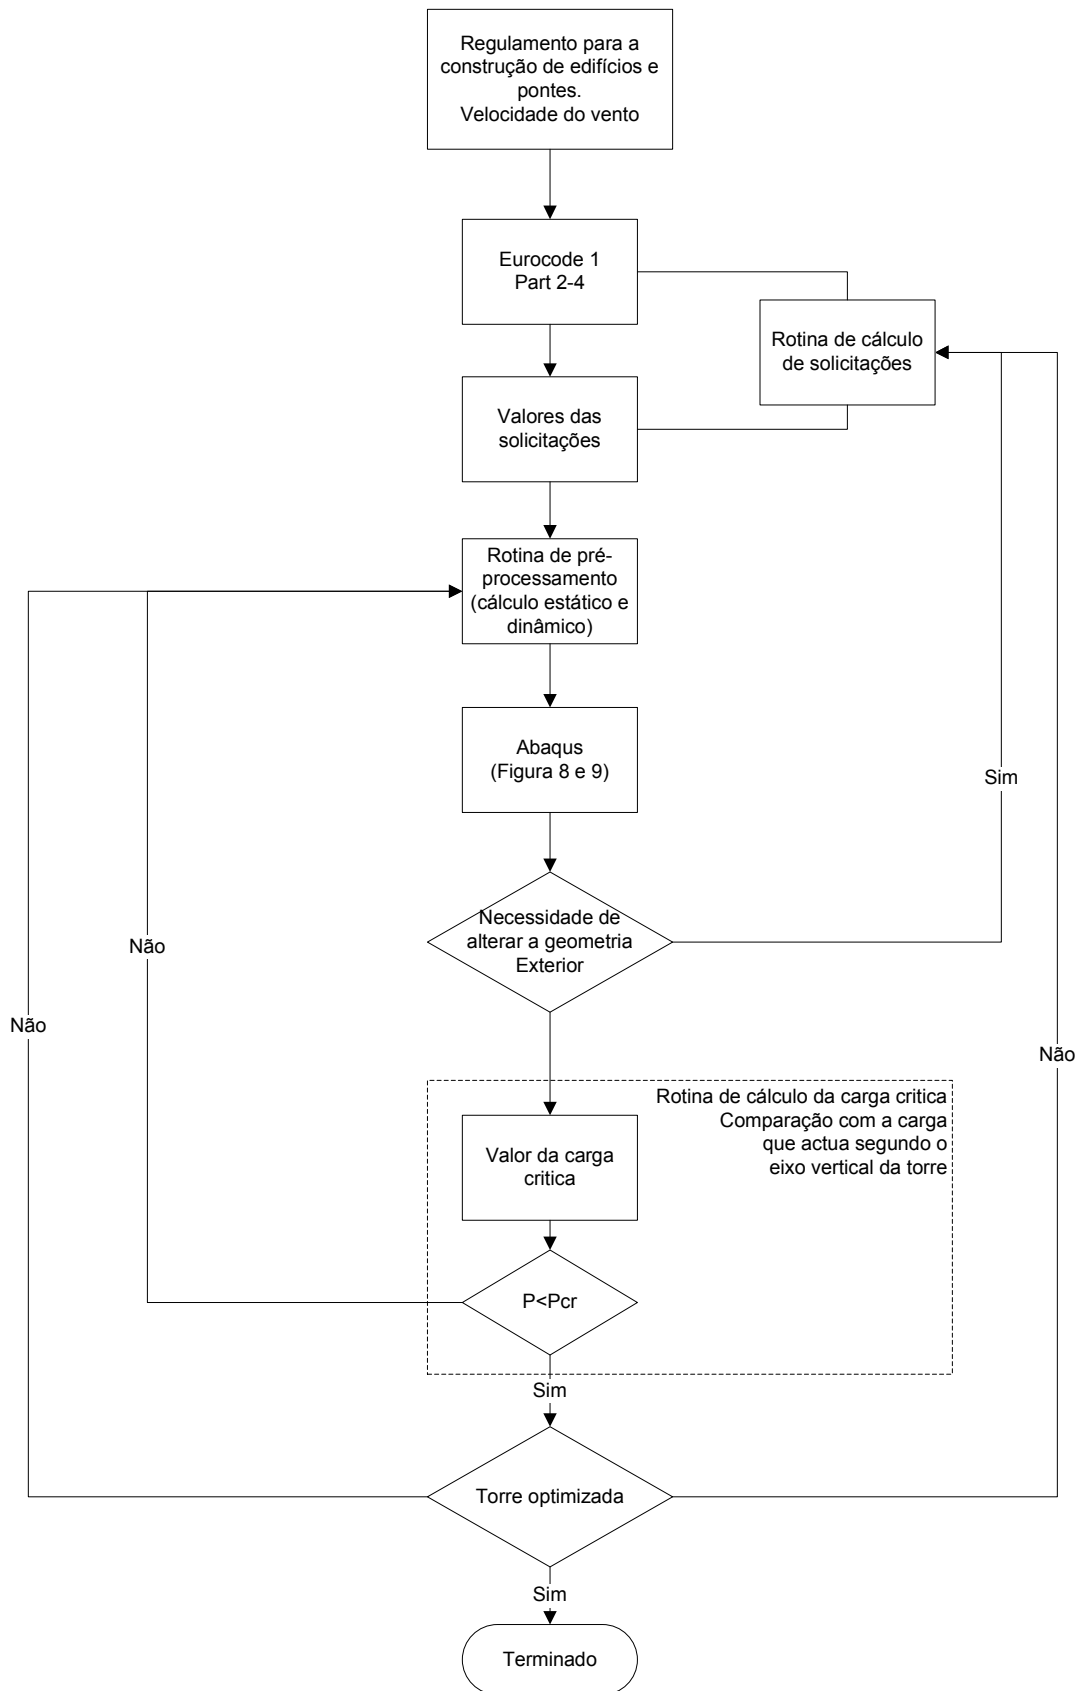 Regulamento para a
construção de edifícios e
pontes.
Velocidade do vento
Eurocode 1
Part 2-4
Rotina de cálculo
de solicitações
Valores das
solicitações
Rotina de pré-
processamento
(cálculo estático e
dinâmico)
Abaqus
(Figura 8 e 9)
Sim
Necessidade de
alterar a geometria
Exterior
Não
Não
Não
Rotina de cálculo da carga critica
Comparação com a carga
que actua segundo o
eixo vertical da torre
Valor da carga
critica
P<Pcr
Sim
Torre optimizada
Sim
Terminado